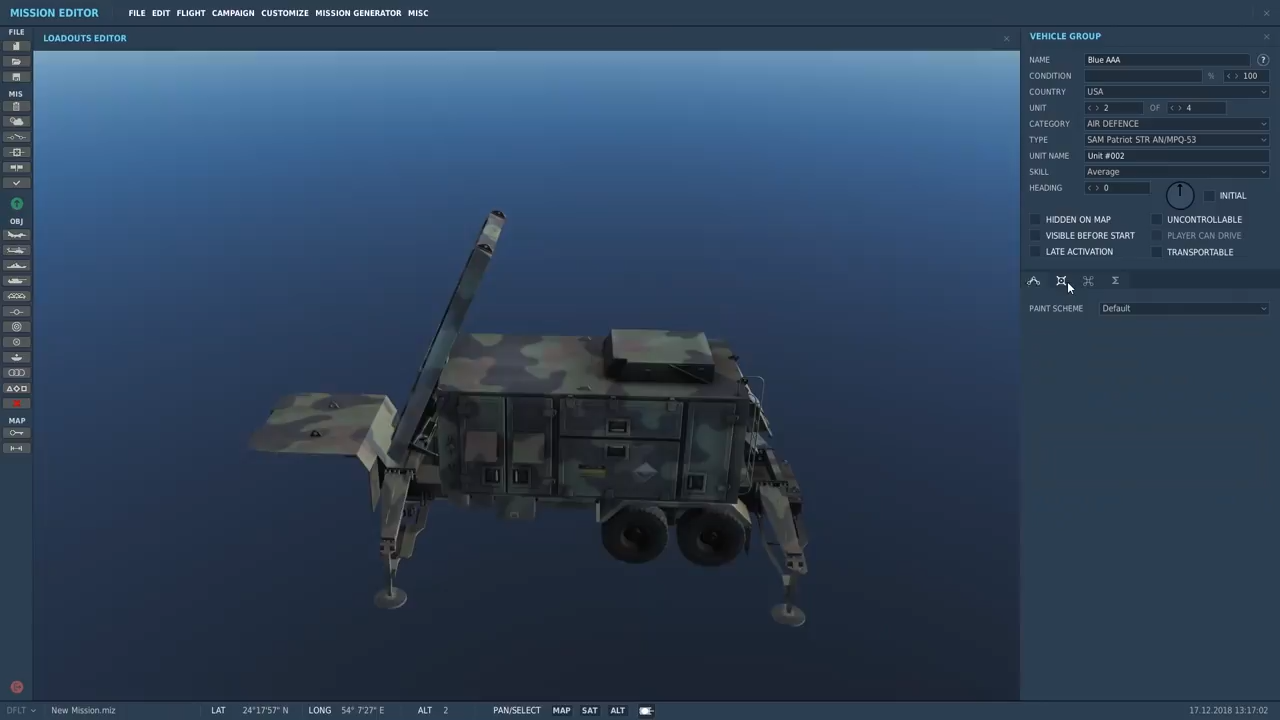 MISSION EDITOR FILE EDIT FLIGHT CAMPAIGN CUSTOMIZE MISSION GENERATOR MISC
FILE
LOADOUTS EDITOR
VEHICLE GROUP
NAME Blue AAA ?
CONDITION % < > 100
COUNTRY USA
UNIT < > 2 OF < > 4
CATEGORY AIR DEFENCE
TYPE SAM Patriot STR AN/MPQ-53
UNIT NAME Unit #002
SKILL Average
HEADING < > 0 INITIAL
HIDDEN ON MAP UNCONTROLLABLE
VISIBLE BEFORE START PLAYER CAN DRIVE
LATE ACTIVATION TRANSPORTABLE
PAINT SCHEME Default
MIS
OBJ
MAP
DFLT New Mission.miz LAT 24°17'57" N LONG 54° 7'27" E ALT 2 PAN/SELECT MAP SAT ALT 17.12.2018 13:17:02